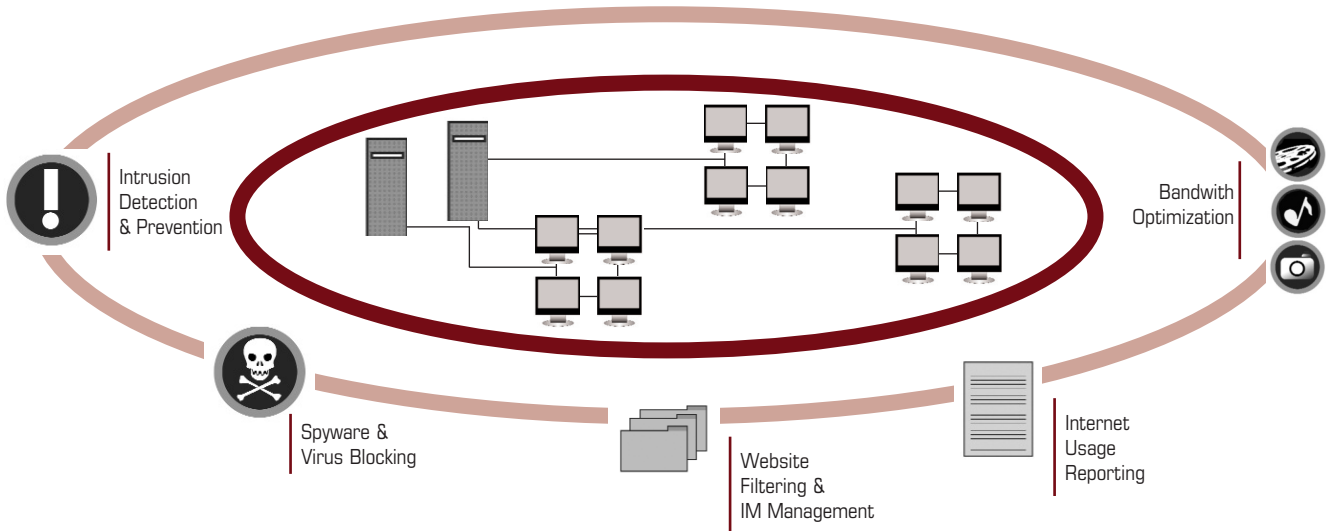 Intrusion
Detection
& Prevention
Spyware &
Virus Blocking
Website
Filtering &
IM Management
Internet
Usage
Reporting
Bandwith
Optimization